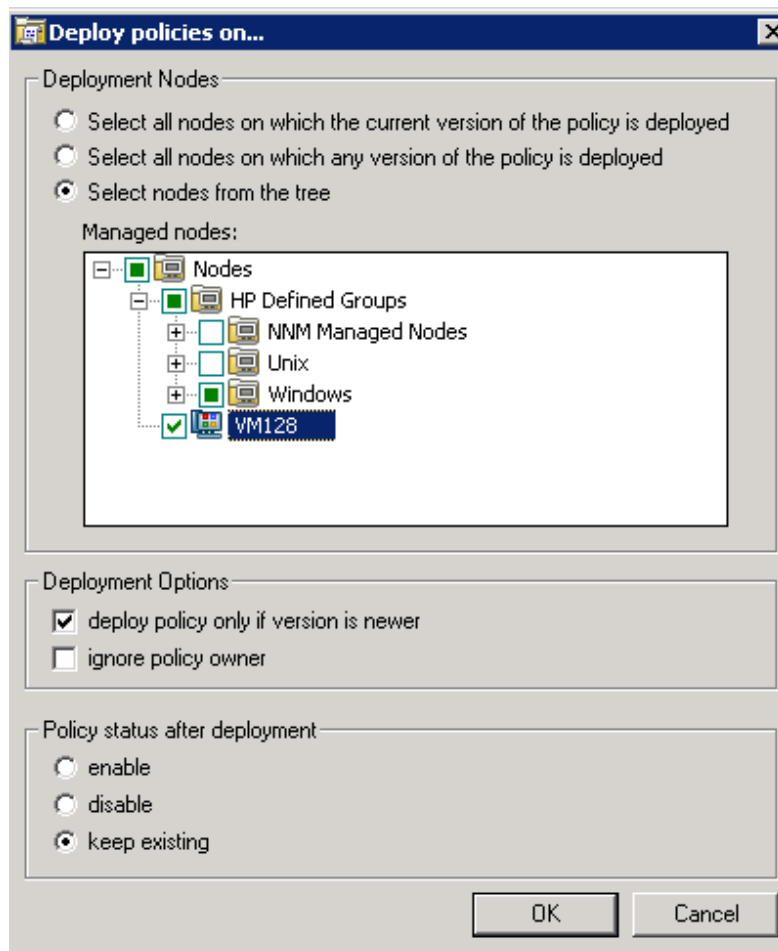 Deploy policies on...
Deployment Nodes
Select all nodes on which the current version of the policy is deployed
Select all nodes on which any version of the policy is deployed
Select nodes from the tree
Managed nodes:
Nodes
HP Defined Groups
NNM Managed Nodes
Unix
Windows
VM128
Deployment Options
deploy policy only if version is newer
ignore policy owner
Policy status after deployment
enable
disable
keep existing
OK Cancel